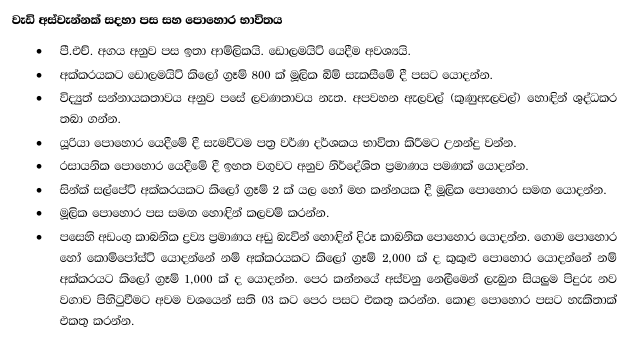 වැඩි අස්වැන්නක් සඳහා පස සහ පොහොර භාවිතය
• පී.එච්. අගය අනුව පස ඉතා ආම්ලිකයි. ඩොලමයිට් යෙදීම අවශ්‍යයි.
• අක්කරයකට ඩොලමයිට් කිලෝ ග්‍රෑම් 800 ක් මූලික බිම් සැකසීමේ දී පසට යොදන්න.
• විද්‍යුත් සන්නායකතාවය අනුව පසේ ලවණතාවය නැත. අපවහන ඇලවල් (කුණුඇලවල්) හොඳින් ශුද්ධකර
තබා ගන්න.
• යූරියා පොහොර යෙදීමේ දී සැමවිටම පත්‍ර වර්ණ දර්ශකය භාවිතා කිරීමට උනන්දු වන්න.
• රසායනික පොහොර යෙදීමේ දී ඉහත වගුවට අනුව නිර්දේශිත ප්‍රමාණය පමණක් යොදන්න.
• සින්ක් සල්පේට් අක්කරයකට කිලෝ ග්‍රෑම් 2 ක් යල හෝ මහ කන්නයක දී මූලික පොහොර සමඟ යොදන්න.
• මූලික පොහොර පස සමඟ හොඳින් කලවම් කරන්න.
• පසෙහි අඩංගු කාබනික ද්‍රව්‍ය ප්‍රමාණය අඩු බැවින් හොඳින් දිරූ කාබනික පොහොර යොදන්න. ගොම පොහොර
හෝ කොම්පෝස්ට් යොදන්නේ නම් අක්කරයකට කිලෝ ග්‍රෑම් 2,000 ක් ද කුකුළු පොහොර යොදන්නේ නම්
අක්කරයට කිලෝ ග්‍රෑම් 1,000 ක් ද යොදන්න. පෙර කන්නයේ අස්වනු නෙලීමෙන් ලැබුන සියලුම පිදුරු නව
වගාව පිහිටුවීමට අවම වශයෙන් සති 03 කට පෙර පසට එකතු කරන්න. කොළ පොහොර පසට හැකිතාක්
එකතු කරන්න.